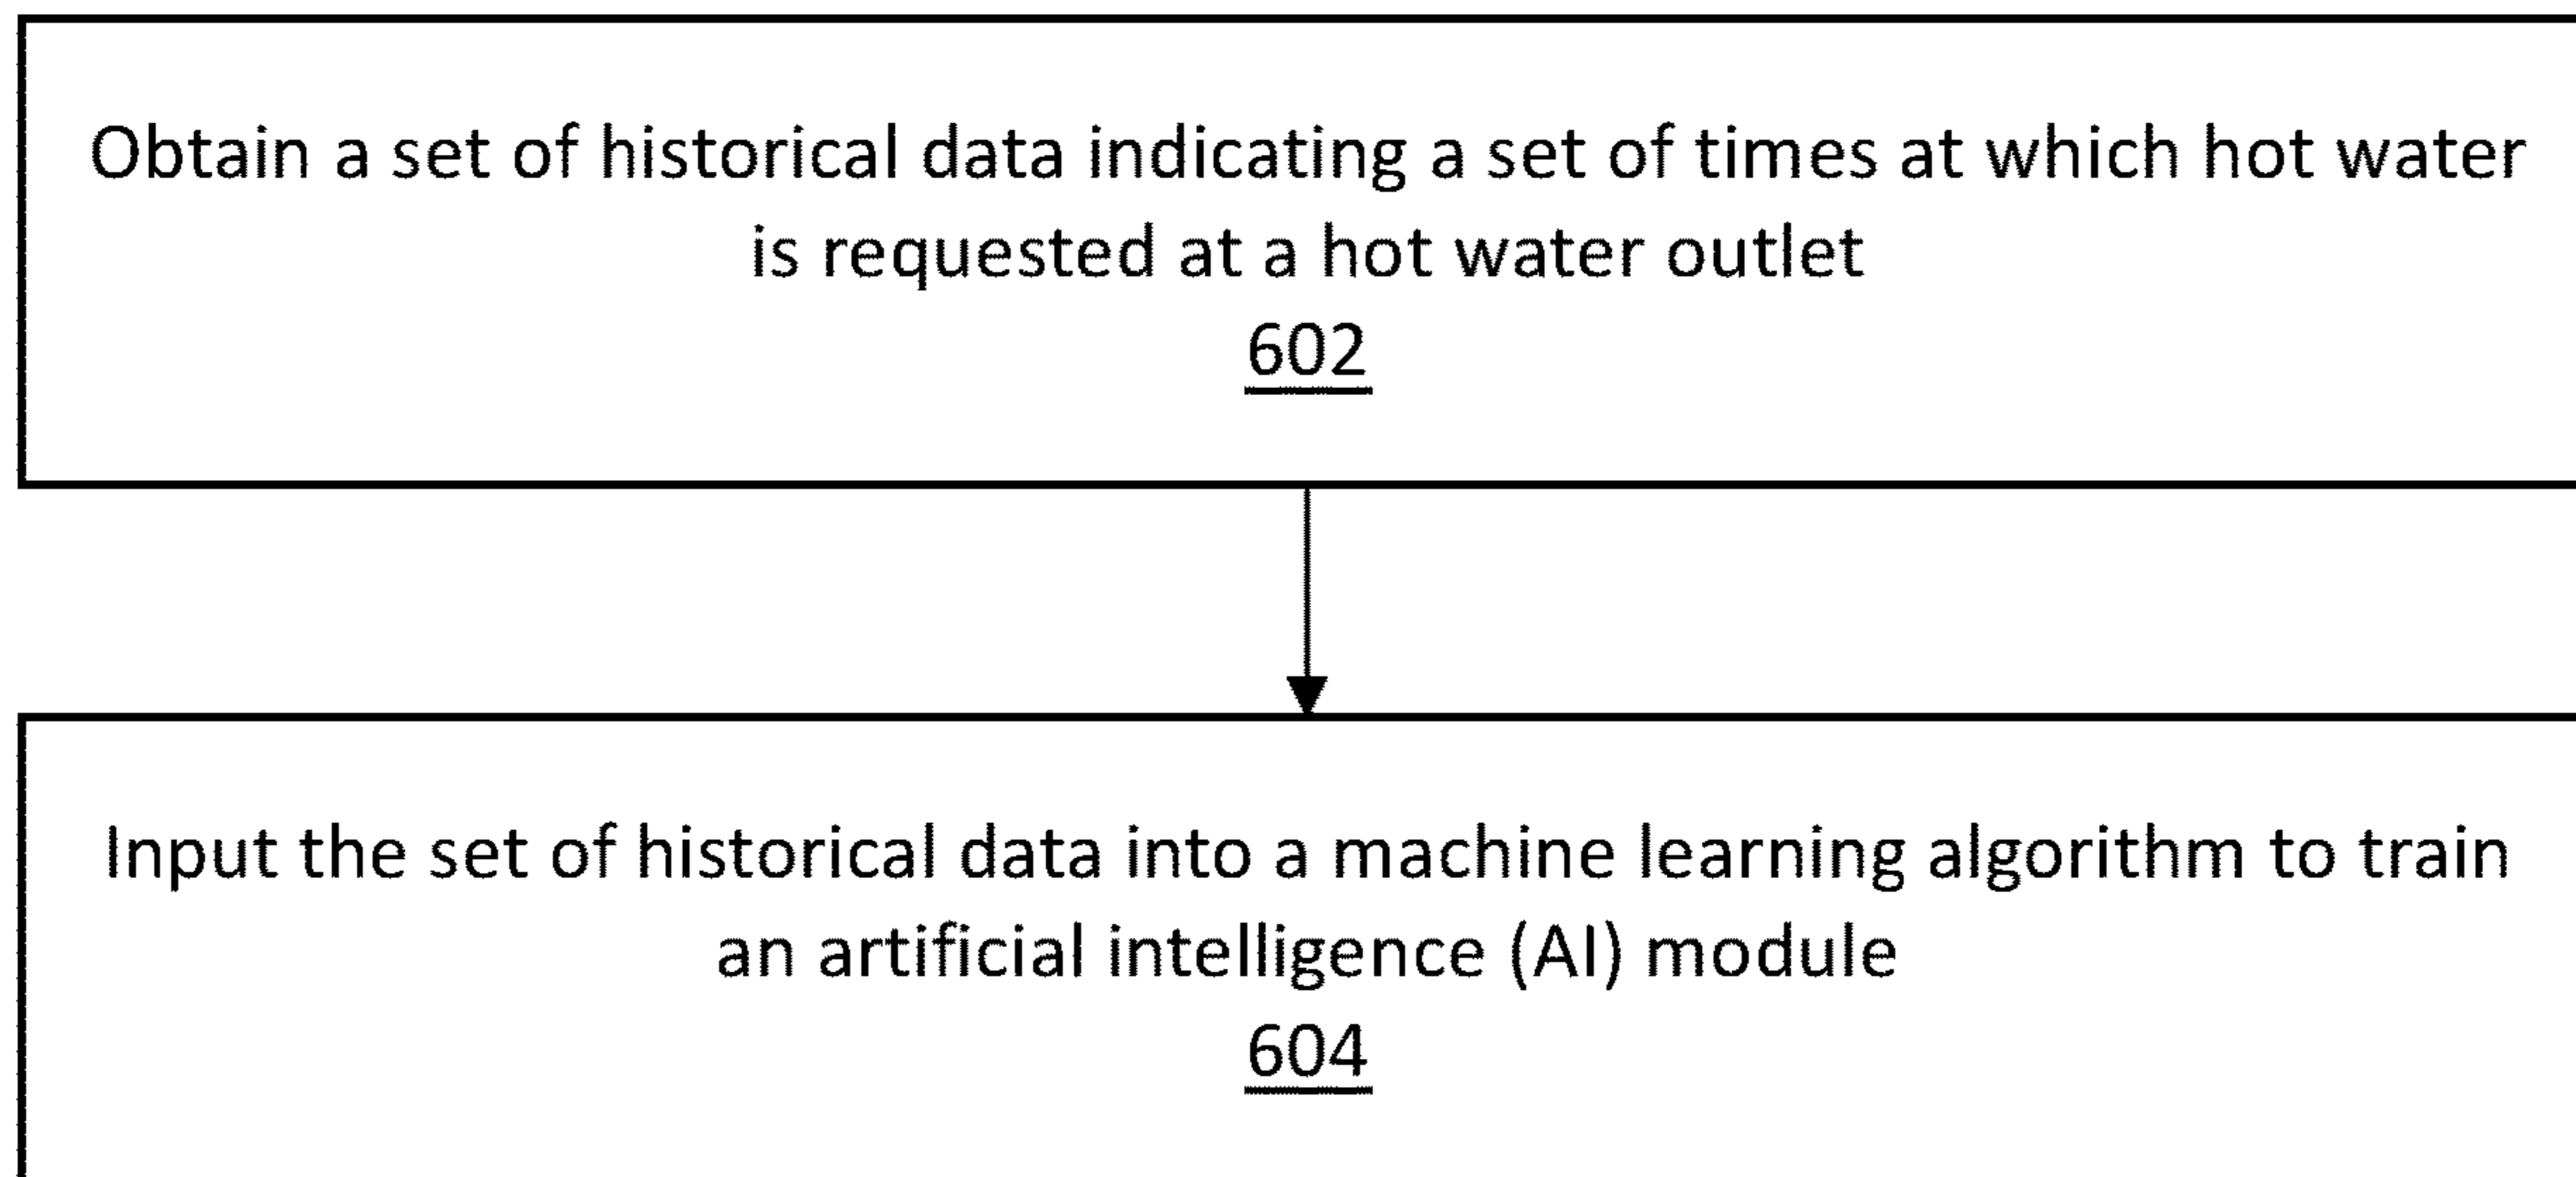 Obtain a set of historical data indicating a set of times at which hot water
is requested at a hot water outlet
602
Input the set of historical data into a machine learning algorithm to train
an artificial intelligence (AI) module
604